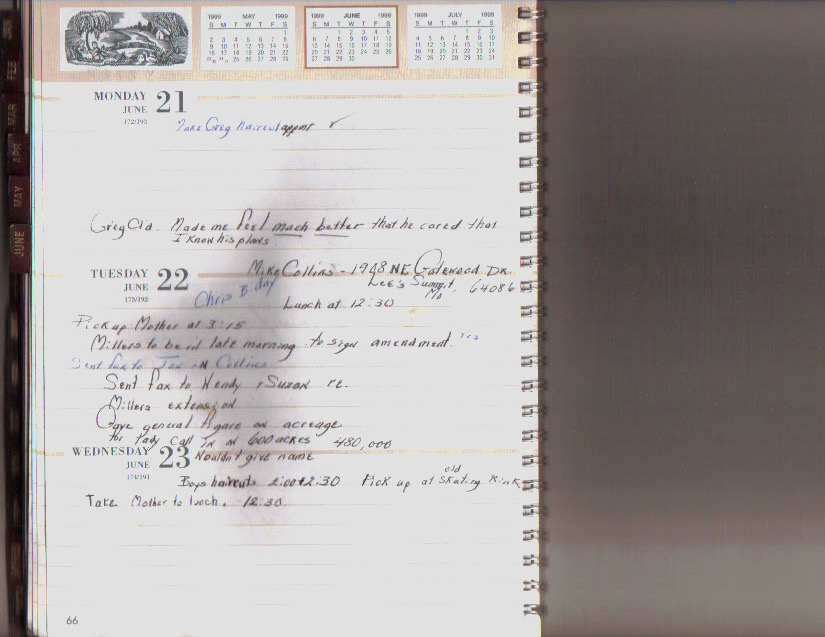 JAN
FEB
MAR
APR
MAY
JUNE
1999 MAY 1999
S M T W T F S
1
2 3 4 5 6 7 8
9 10 11 12 13 14 15
16 17 18 19 20 21 22
23/30 24/31 25 26 27 28 29
1999 JUNE 1999
S M T W T F S
1 2 3 4 5
6 7 8 9 10 11 12
13 14 15 16 17 18 19
20 21 22 23 24 25 26
27 28 29 30
1999 JULY 1999
S M T W T F S
1 2 3
4 5 6 7 8 9 10
11 12 13 14 15 16 17
18 19 20 21 22 23 24
25 26 27 28 29 30 31
MONDAY 21
JUNE
172/193
Make Greg haircut appmt ✓
Greg Cld. Made me feel much better that he cared that
I know his plans
TUESDAY 22
JUNE
173/192
Mike Collins - 1948 NE Gatewood Dr.
Lee's Summit,
Mo. 64086
Chris B-day
Lunch at 12:30
Pick up Mother at 3:15
Millers to be in late morning to sign amendment. Yes
Sent fax to Jan on Collins
Sent fax to Wendy + Suzan re.
Millers extension
Gave genual figure on acreage
for lady call in on 600 acres 480,000
Wouldn't give name
WEDNESDAY 23
JUNE
174/191
Boys haircuts 2:00+2:30 Pick up at old skating Rink
Take Mother to lunch. 12:30.
66